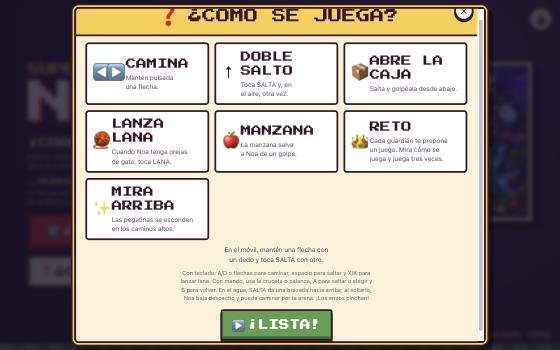 ¿CÓMO SE JUEGA?
CAMINA
Mantén pulsada
una flecha.
DOBLE
SALTO
Toca SALTA y, en
el aire, otra vez.
ABRE LA
CAJA
Salta y golpéala desde abajo.
LANZA
LANA
Cuando Noa tenga orejas
de gato, toca LANA.
MANZANA
La manzana salva
a Noa de un golpe.
RETO
Cada guardián te propone
un juego. Mira cómo se
juega y juega tres veces.
MIRA
ARRIBA
Las pegatinas se esconden
en los caminos altos.
En el móvil, mantén una flecha con
un dedo y toca SALTA con otro.
Con teclado: A/D o flechas para caminar, espacio para saltar y X/K para
lanzar lana. Con mando, usa la cruceta o palanca, A para saltar o elegir y
B para volver. En el agua, SALTA da una brazada hacia arriba; al soltarlo,
Noa baja despacito y puede caminar por la arena. ¡Los erizos pinchan!
¡LISTA!